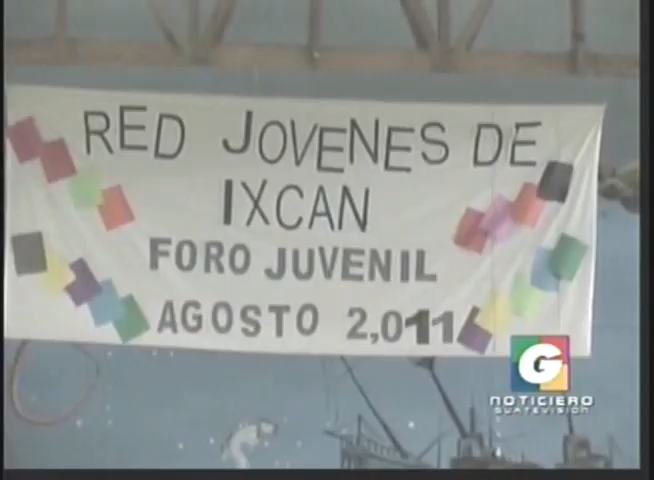 RED JOVENES DE
IXCAN
FORO JUVENIL
AGOSTO 2,011
G
NOTICIERO
GUATEVISION